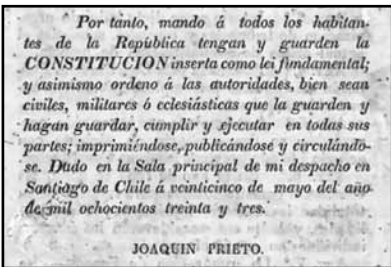 Por tanto, mando á todos los habitan-
tes de la República tengan y guarden la
CONSTITUCION inserta como lei fundamental;
y asimismo ordeno á las autoridades, bien sean
civiles, militares ó eclesiásticas que la guarden y
hagan guardar, cumplir y ejecutar en todas sus
partes; imprimiéndose, publicándose y circulándo-
se. Dado en la Sala principal de mi despacho en
Santiago de Chile á veinticinco de mayo del año
de mil ochocientos treinta y tres.
JOAQUIN PRIETO.